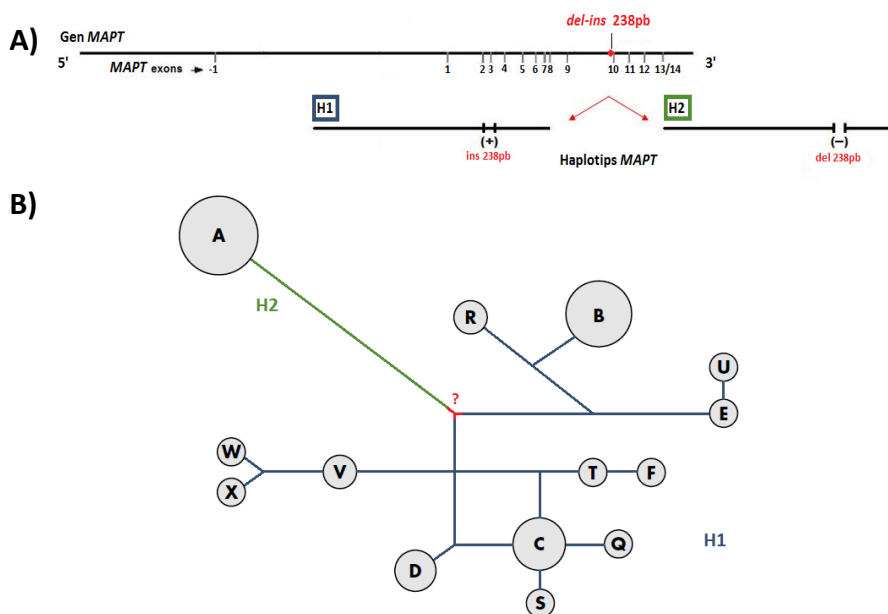 A)
Gen MAPT
del-ins 238pb
5'
3'
MAPT exons
-1 1 2 3 4 5 6 7 8 9 10 11 12 13/14
H1
H2
(+)
ins 238pb
Haplotips MAPT
(–)
del 238pb
B)
A
H2
R
B
U
E
?
W
X
V
T
F
C
Q
D
S
H1